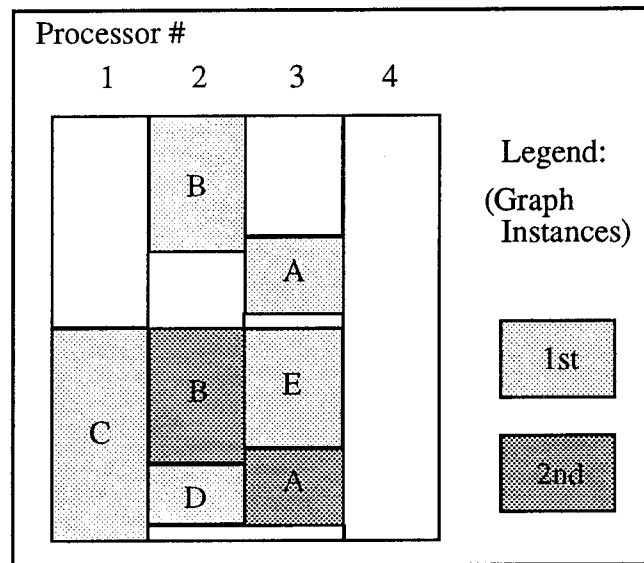 Processor #
1 2 3 4
B
A
Legend:
(Graph
Instances)
C
B
E
D
A
1st
2nd